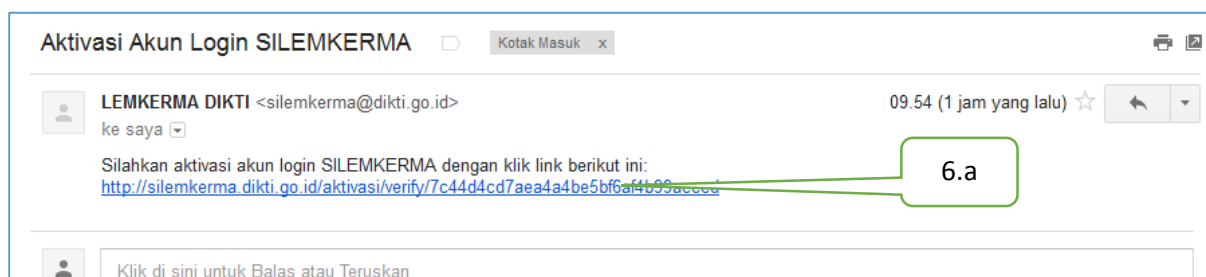 Aktivasi Akun Login SILEMKERMA Kotak Masuk x
LEMKERMA DIKTI <silemkerma@dikti.go.id> 09.54 (1 jam yang lalu)
ke saya
Silahkan aktivasi akun login SILEMKERMA dengan klik link berikut ini:
http://silemkerma.dikti.go.id/aktivasi/verify/7c44d4cd7aea4a4be5bf6
6.a
Klik di sini untuk Balas atau Teruskan